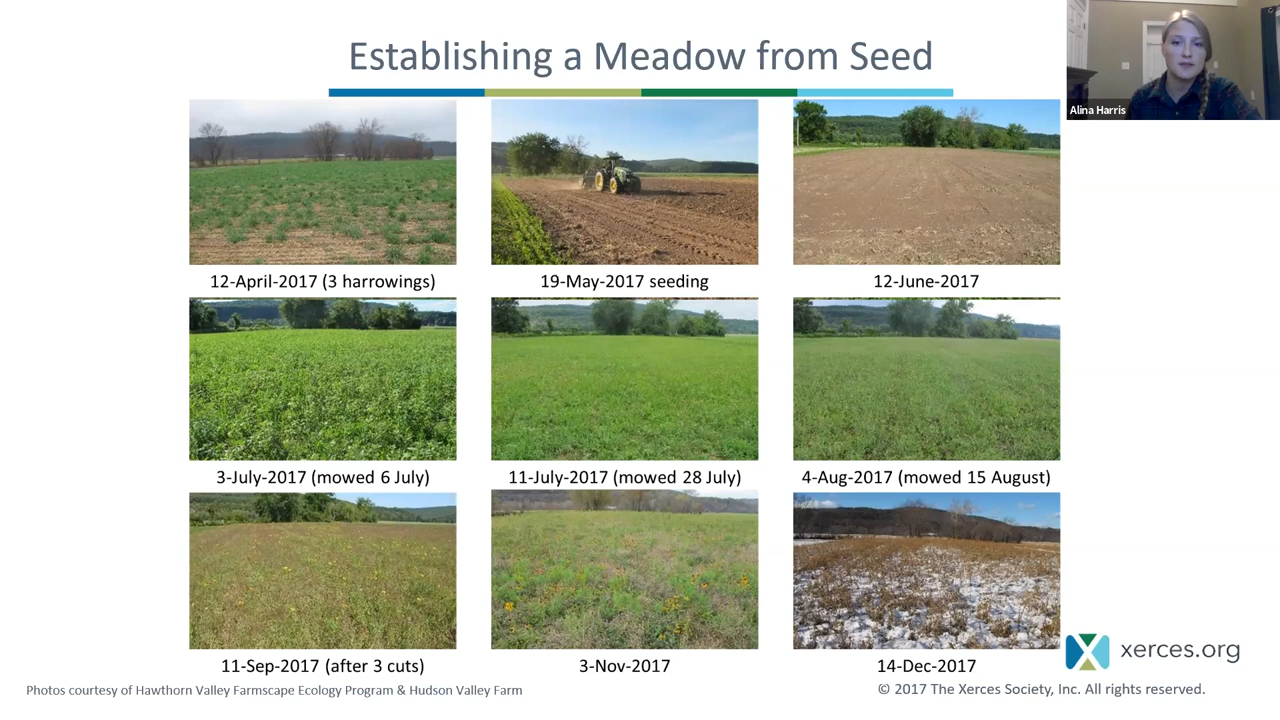 Establishing a Meadow from Seed
Alina Harris
12-April-2017 (3 harrowings)
19-May-2017 seeding
12-June-2017
3-July-2017 (mowed 6 July)
11-July-2017 (mowed 28 July)
4-Aug-2017 (mowed 15 August)
11-Sep-2017 (after 3 cuts)
3-Nov-2017
14-Dec-2017
xerces.org
Photos courtesy of Hawthorn Valley Farmscape Ecology Program & Hudson Valley Farm
© 2017 The Xerces Society, Inc. All rights reserved.